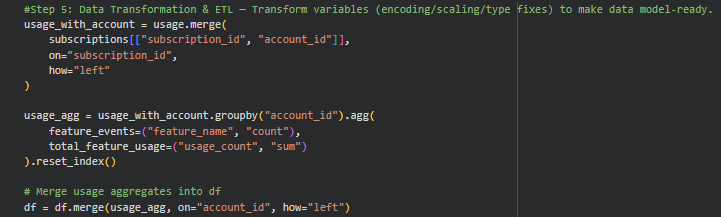 #Step 5: Data Transformation & ETL — Transform variables (encoding/scaling/type fixes) to make data model-ready.
usage_with_account = usage.merge(
    subscriptions[["subscription_id", "account_id"]],
    on="subscription_id",
    how="left"
)

usage_agg = usage_with_account.groupby("account_id").agg(
    feature_events=("feature_name", "count"),
    total_feature_usage=("usage_count", "sum")
).reset_index()

# Merge usage aggregates into df
df = df.merge(usage_agg, on="account_id", how="left")